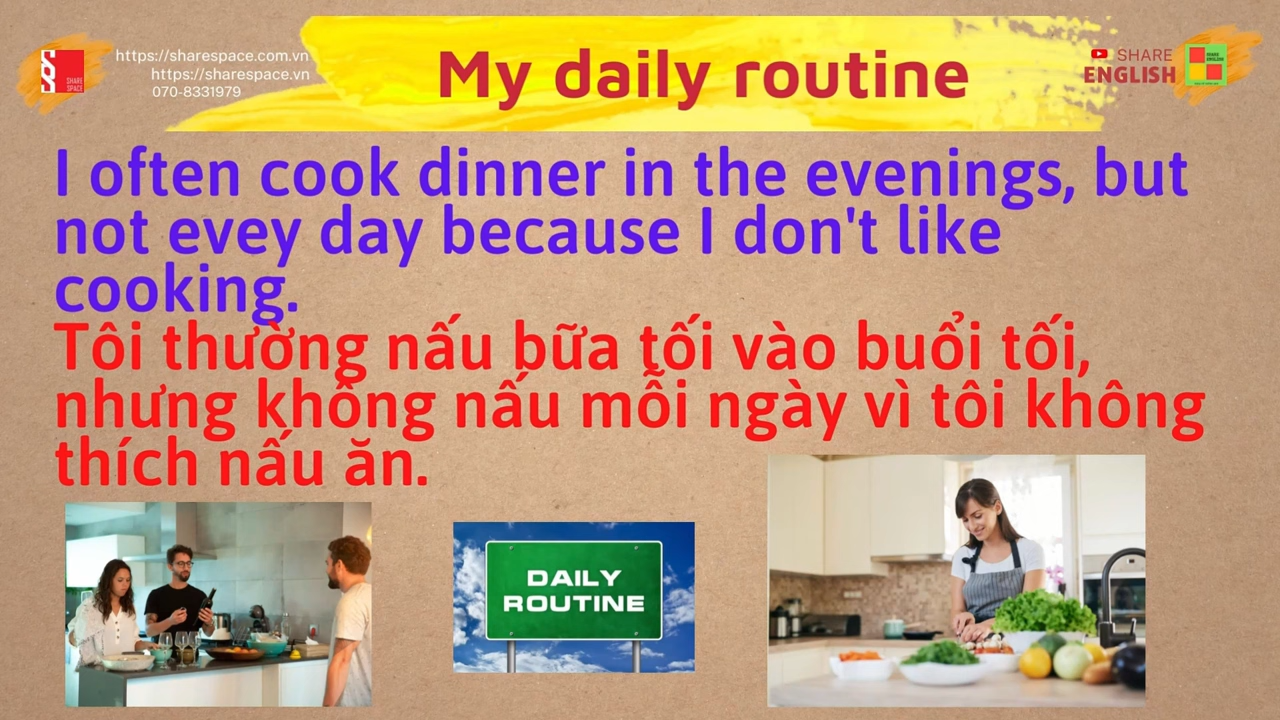 https://sharespace.com.vn
https://sharespace.vn
070-8331979
SHARE
SPACE
My daily routine
SHARE
ENGLISH
I often cook dinner in the evenings, but
not evey day because I don't like
cooking.
Tôi thường nấu bữa tối vào buổi tối,
nhưng không nấu mỗi ngày vì tôi không
thích nấu ăn.
DAILY
ROUTINE